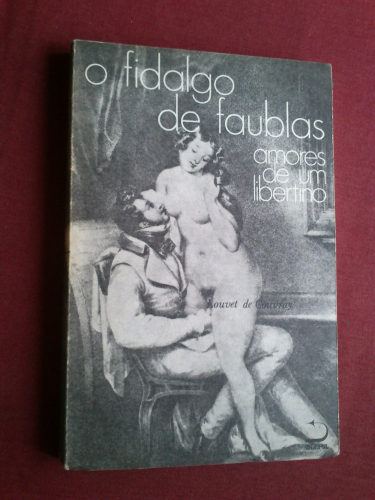 o fidalgo
de faublas
amores
de um
libertino
Louvet de Couvray